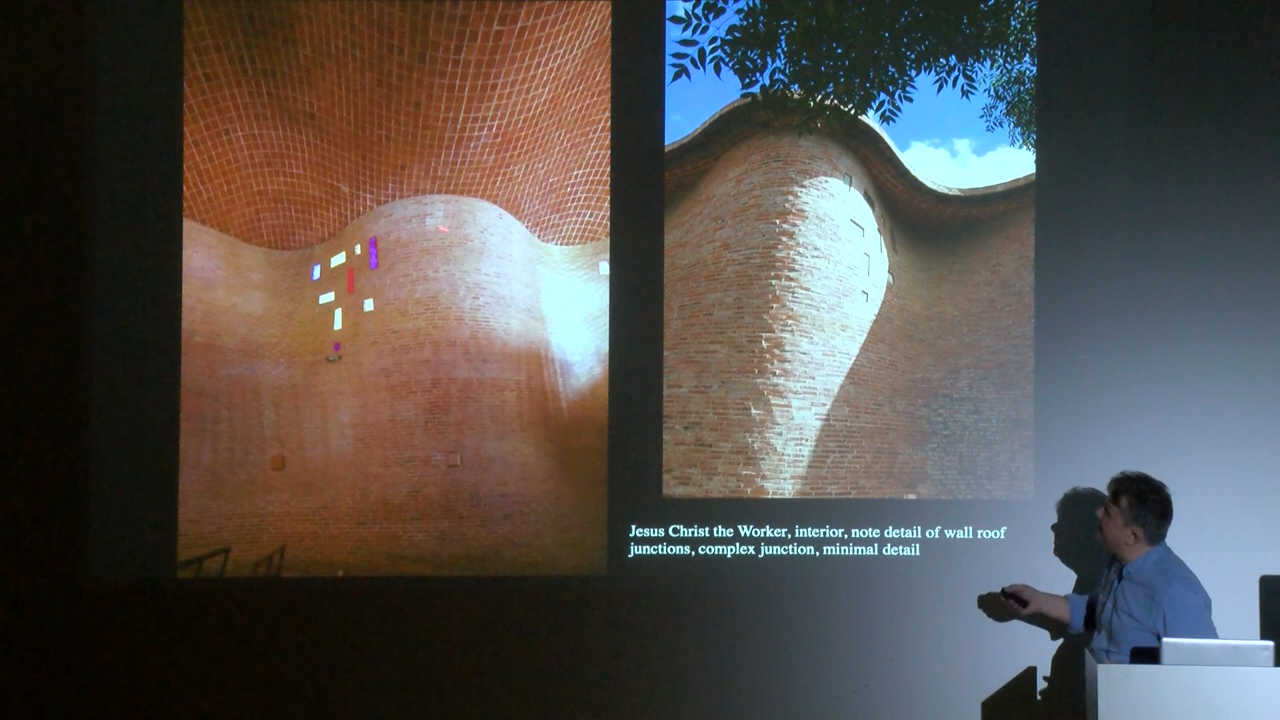 Jesus Christ the Worker, interior, note detail of wall roof
junctions, complex junction, minimal detail